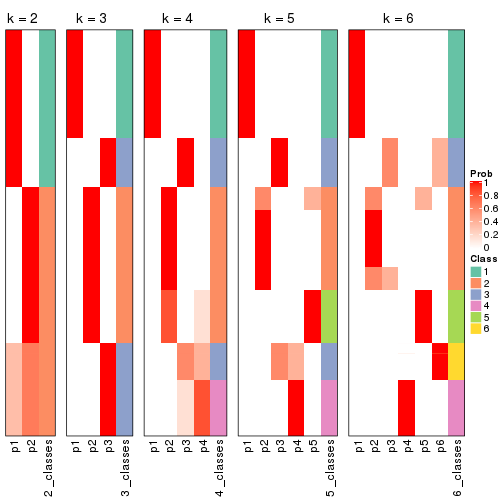 k = 2
k = 3
k = 4
k = 5
k = 6
p1
p2
2_classes
p1
p2
p3
3_classes
p1
p2
p3
p4
4_classes
p1
p2
p3
p4
p5
5_classes
p1
p2
p3
p4
p5
p6
6_classes
Prob
1
0.8
0.6
0.4
0.2
0
Class
1
2
3
4
5
6